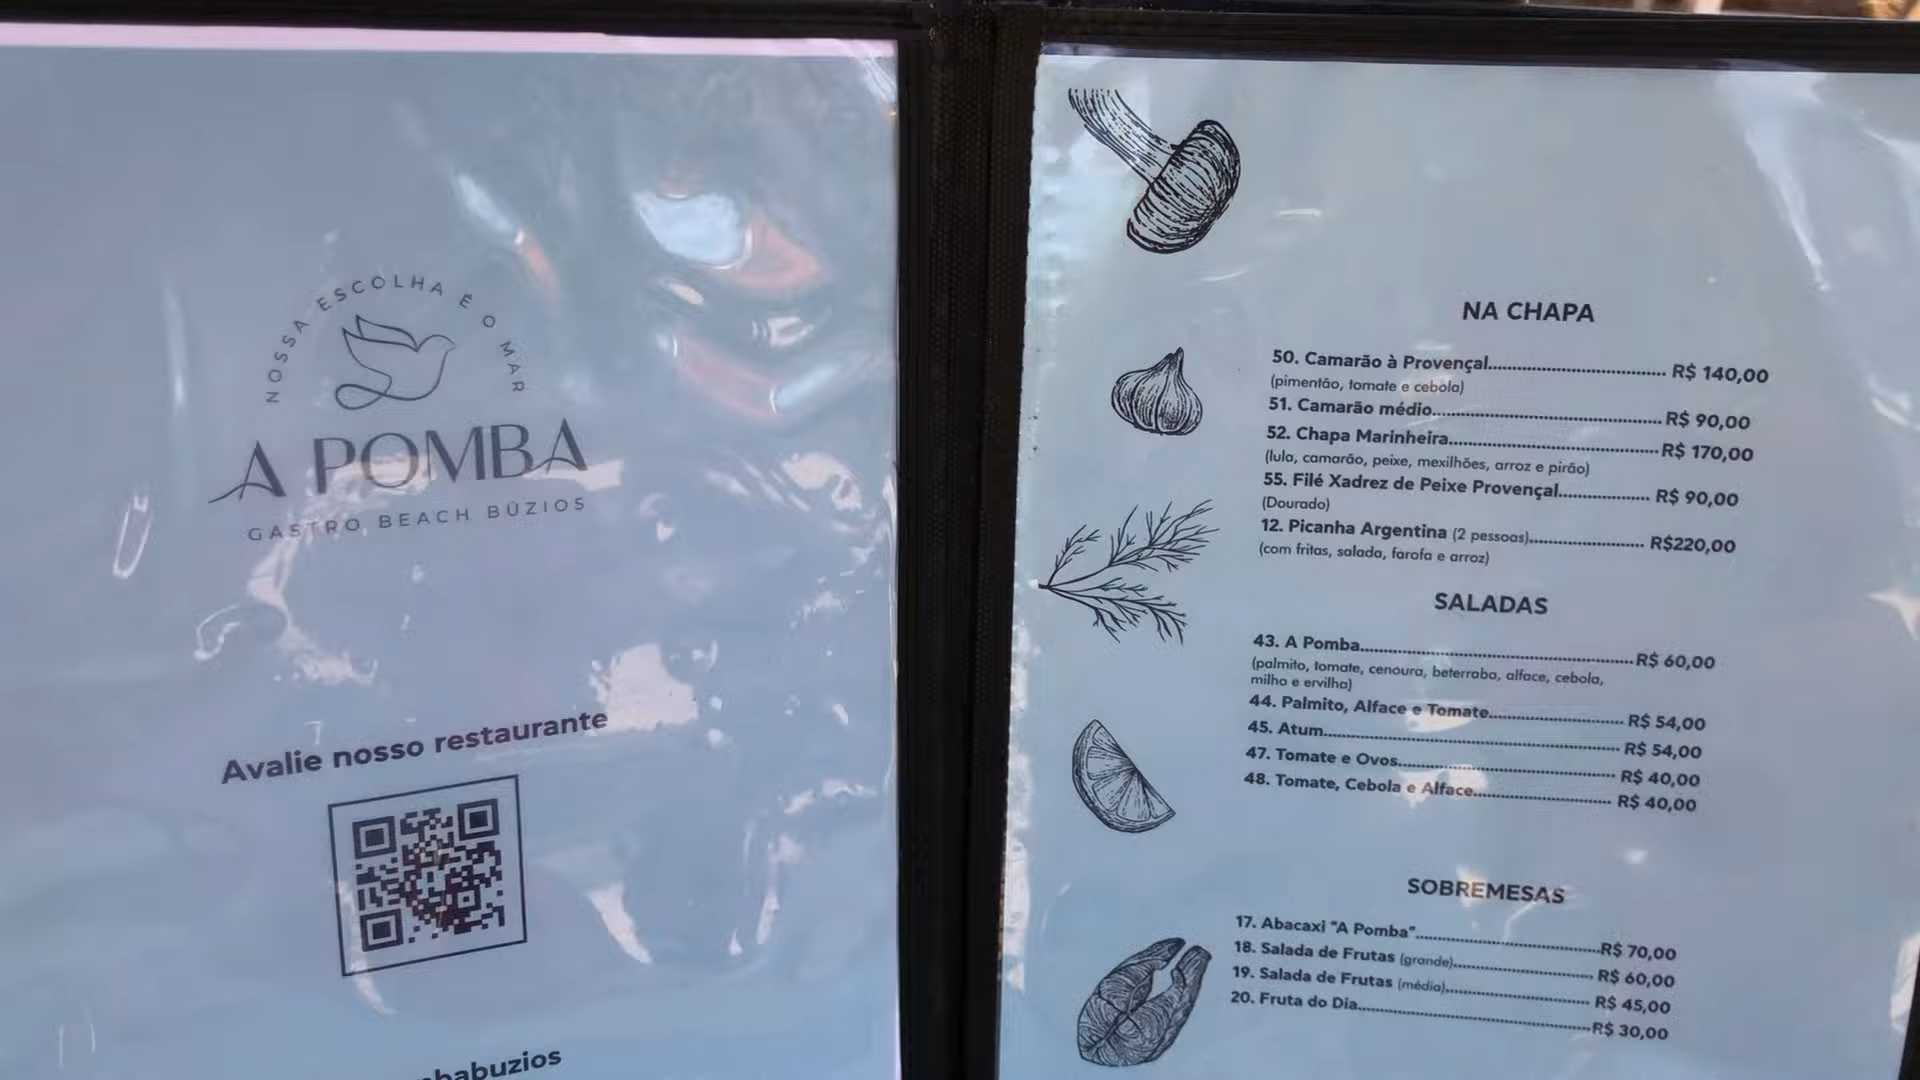 NOSSA ESCOLHA É O MAR
A POMBA
GASTRO BEACH BÚZIOS
Avalie nosso restaurante
NA CHAPA
50. Camarão à Provençal R$ 140,00
(pimentão, tomate e cebola)
51. Camarão médio R$ 90,00
52. Chapa Marinheira R$ 170,00
(lula, camarão, peixe, mexilhões, arroz e pirão)
55. Filé Xadrez de Peixe Provençal R$ 90,00
(Dourado)
12. Picanha Argentina (2 pessoas) R$220,00
(com fritas, salada, farofa e arroz)
SALADAS
43. A Pomba R$ 60,00
(palmito, tomate, cenoura, beterraba, alface, cebola,
milho e ervilha)
44. Palmito, Alface e Tomate R$ 54,00
45. Atum R$ 54,00
47. Tomate e Ovos R$ 40,00
48. Tomate, Cebola e Alface R$ 40,00
SOBREMESAS
17. Abacaxi "A Pomba" R$ 70,00
18. Salada de Frutas (grande) R$ 60,00
19. Salada de Frutas (média) R$ 45,00
20. Fruta do Dia R$ 30,00